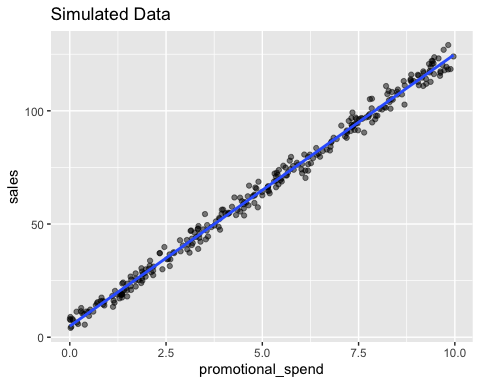 Simulated Data
100
50
0
sales
0.0 2.5 5.0 7.5 10.0
promotional_spend